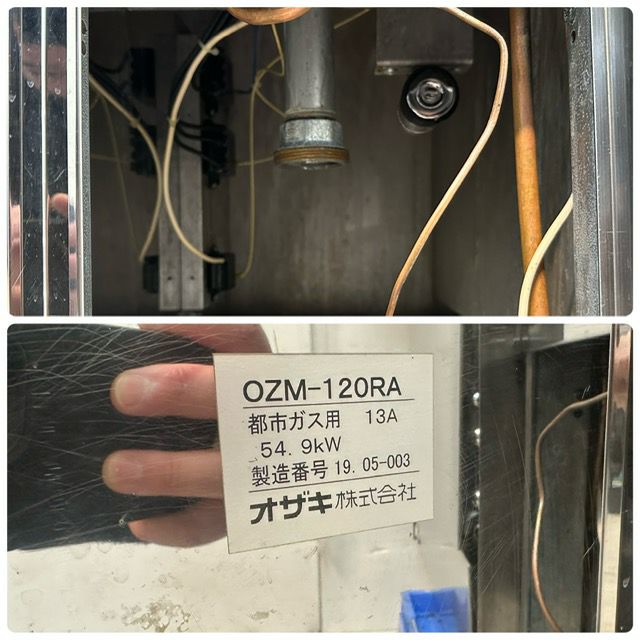 OZM-120RA
都市ガス用 13A
54.9kW
製造番号 19.05-003
オザキ株式会社